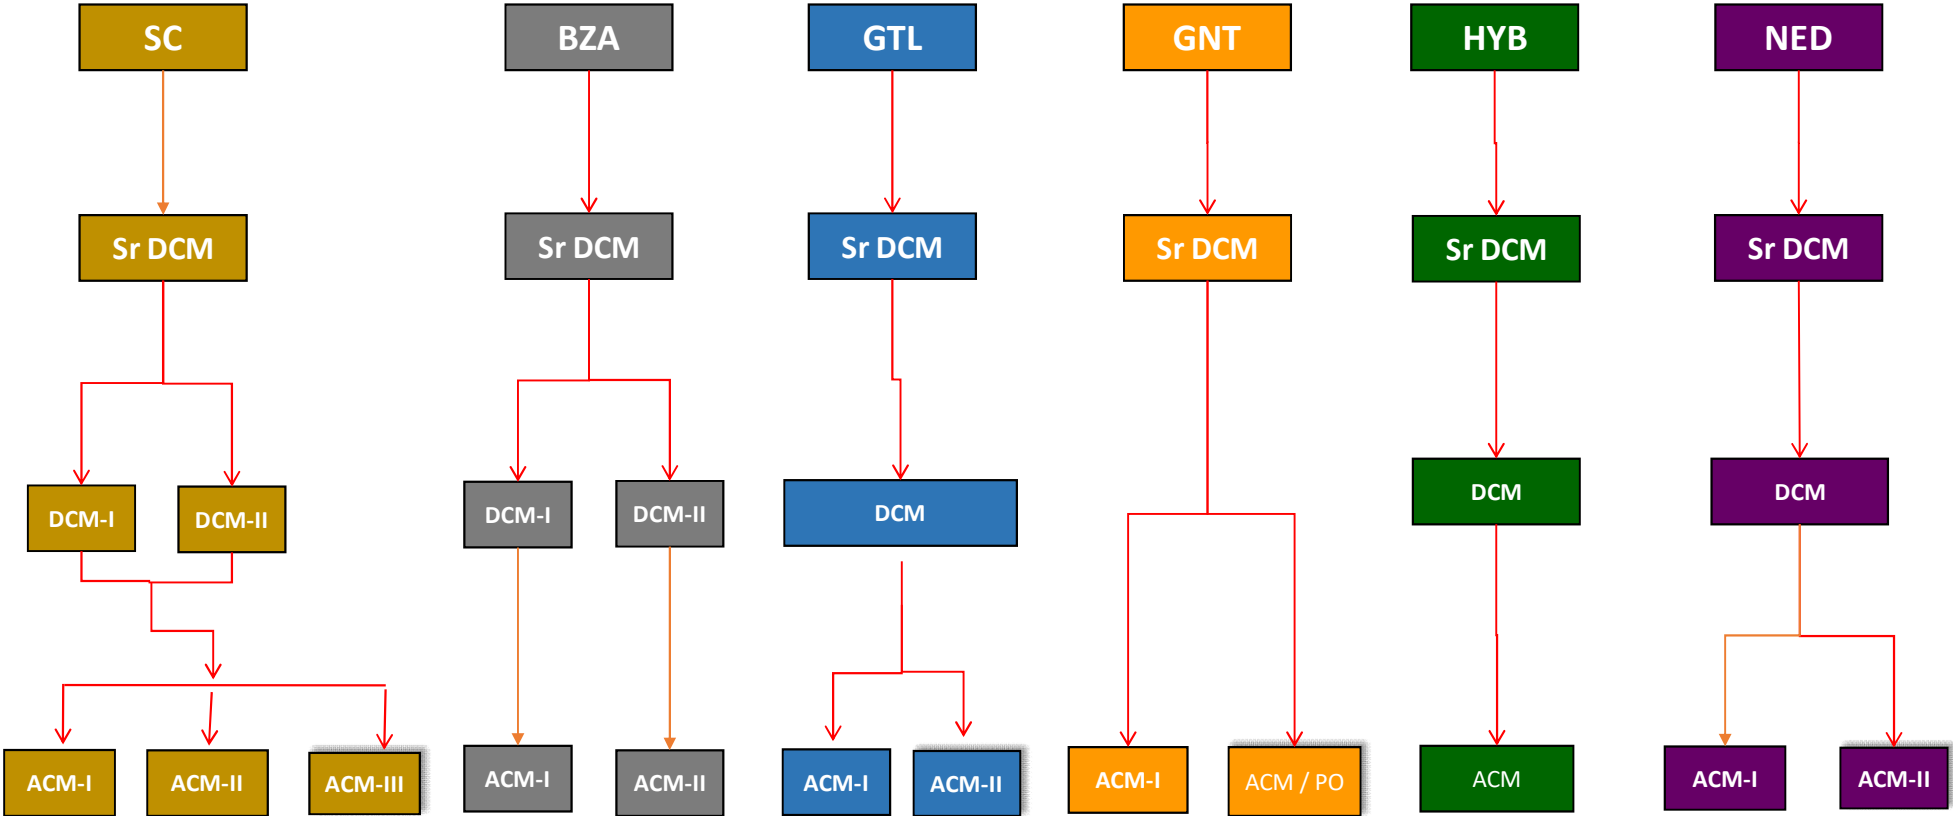 SC
BZA
GTL
GNT
HYB
NED
Sr DCM
Sr DCM
Sr DCM
Sr DCM
Sr DCM
Sr DCM
DCM-I
DCM-II
DCM-I
DCM-II
DCM
DCM
DCM
ACM-I
ACM-II
ACM-III
ACM-I
ACM-II
ACM-I
ACM-II
ACM-I
ACM / PO
ACM
ACM-I
ACM-II